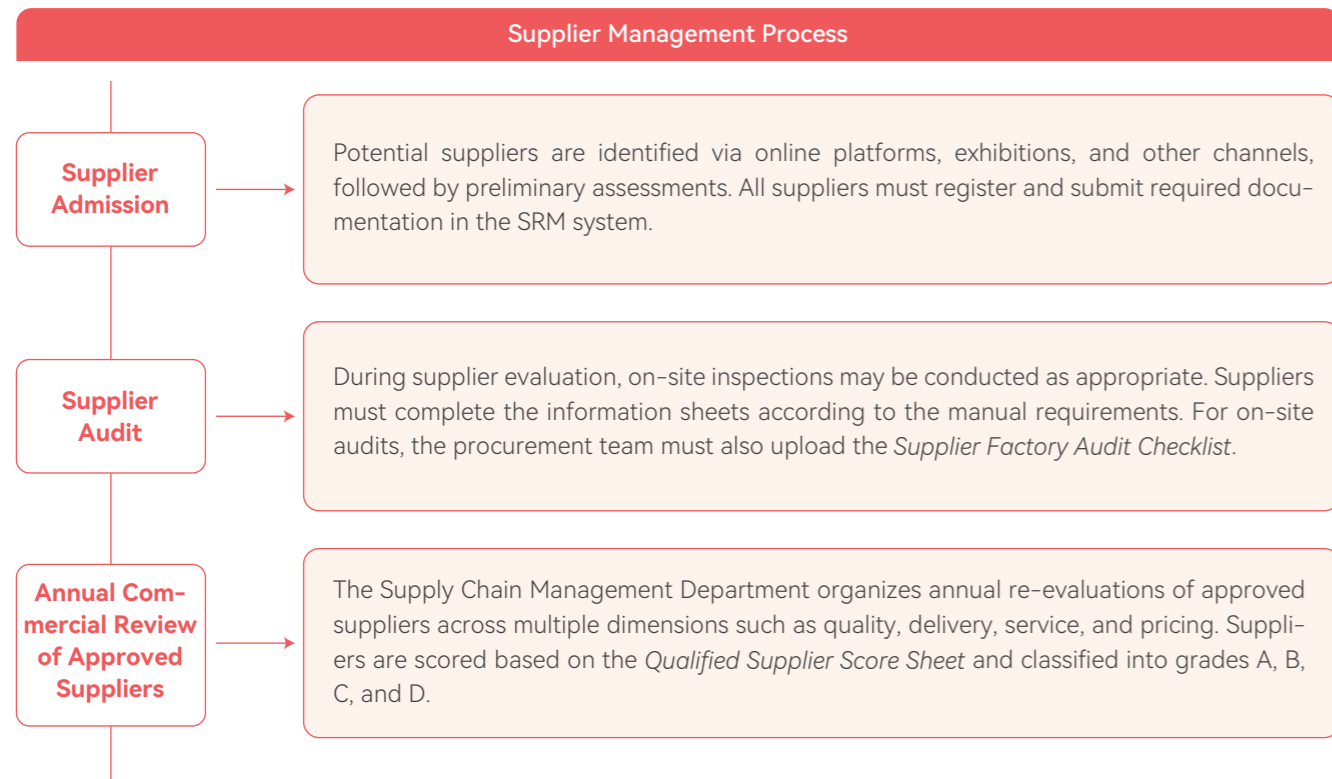 Supplier Management Process
Supplier
Admission
Potential suppliers are identified via online platforms, exhibitions, and other channels,
followed by preliminary assessments. All suppliers must register and submit required docu-
mentation in the SRM system.
Supplier
Audit
During supplier evaluation, on-site inspections may be conducted as appropriate. Suppliers
must complete the information sheets according to the manual requirements. For on-site
audits, the procurement team must also upload the Supplier Factory Audit Checklist.
Annual Com-
mercial Review
of Approved
Suppliers
The Supply Chain Management Department organizes annual re-evaluations of approved
suppliers across multiple dimensions such as quality, delivery, service, and pricing. Suppli-
ers are scored based on the Qualified Supplier Score Sheet and classified into grades A, B,
C, and D.